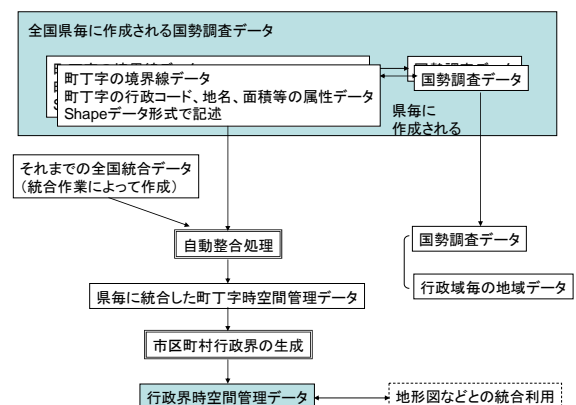 全国県毎に作成される国勢調査データ
町丁字の境界線データ
町丁字の行政コード、地名、面積等の属性データ
Shapeデータ形式で記述
国勢調査データ
県毎に
作成される
それまでの全国統合データ
（統合作業によって作成）
自動整合処理
国勢調査データ
行政域毎の地域データ
県毎に統合した町丁字時空間管理データ
市区町村行政界の生成
行政界時空間管理データ
地形図などとの統合利用